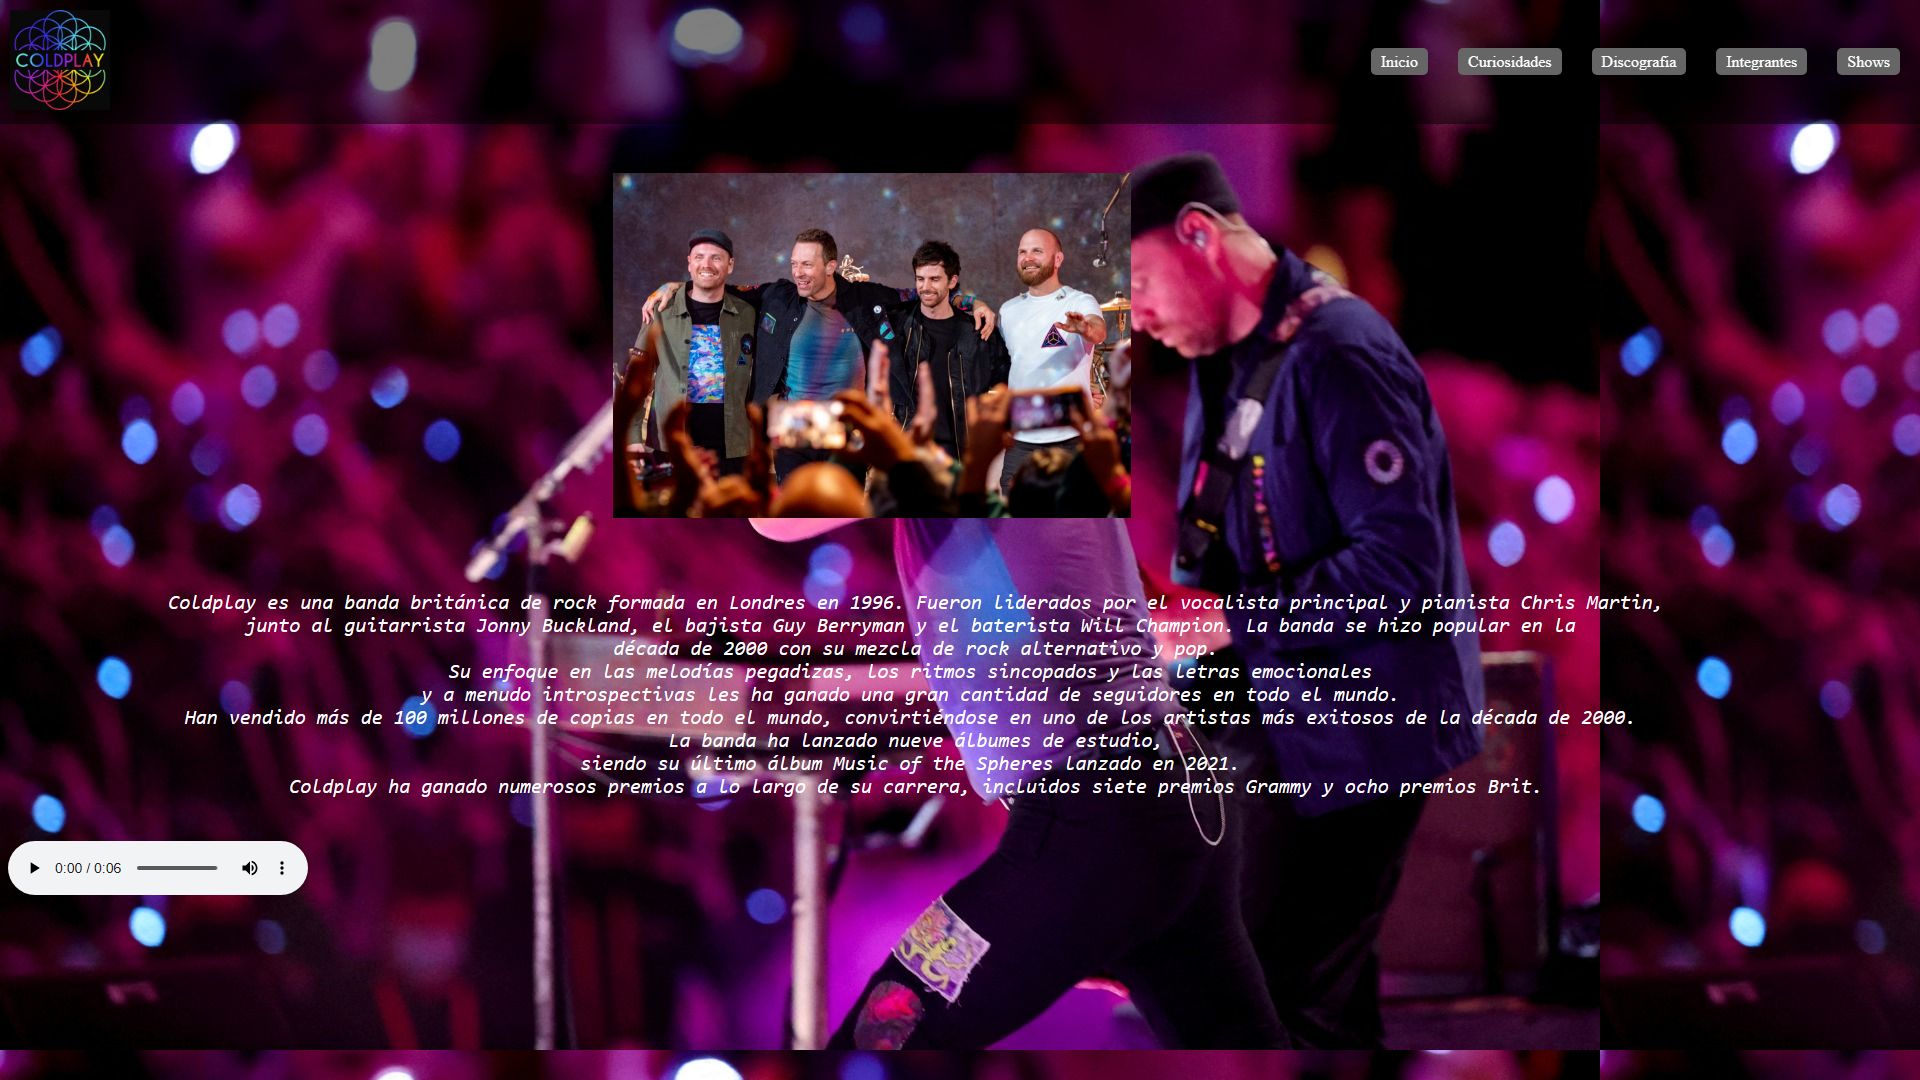 COLDPLAY
Inicio
Curiosidades
Discografia
Integrantes
Shows
Coldplay es una banda británica de rock formada en Londres en 1996. Fueron liderados por el vocalista principal y pianista Chris Martin,
junto al guitarrista Jonny Buckland, el bajista Guy Berryman y el baterista Will Champion. La banda se hizo popular en la
década de 2000 con su mezcla de rock alternativo y pop.
Su enfoque en las melodías pegadizas, los ritmos sincopados y las letras emocionales
y a menudo introspectivas les ha ganado una gran cantidad de seguidores en todo el mundo.
Han vendido más de 100 millones de copias en todo el mundo, convirtiéndose en uno de los artistas más exitosos de la década de 2000.
La banda ha lanzado nueve álbumes de estudio,
siendo su último álbum Music of the Spheres lanzado en 2021.
Coldplay ha ganado numerosos premios a lo largo de su carrera, incluidos siete premios Grammy y ocho premios Brit.
0:00 / 0:06